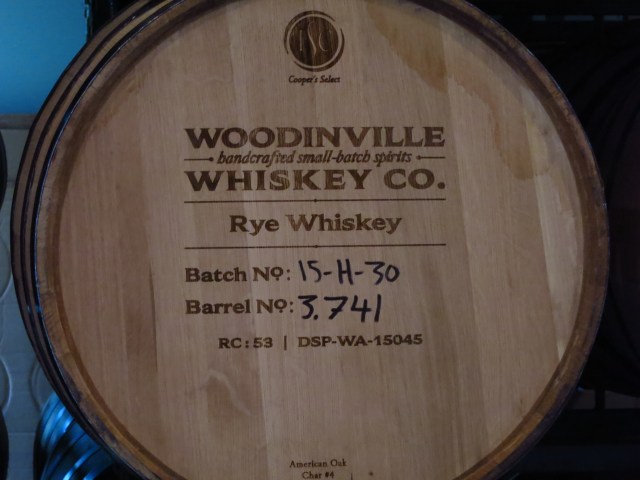 ISC
Cooper's Select
WOODINVILLE
handcrafted small-batch spirits
WHISKEY CO.
Rye Whiskey
Batch Nº: 15-H-30
Barrel Nº: 3.741
RC:53 | DSP-WA-15045
American Oak
Char #4